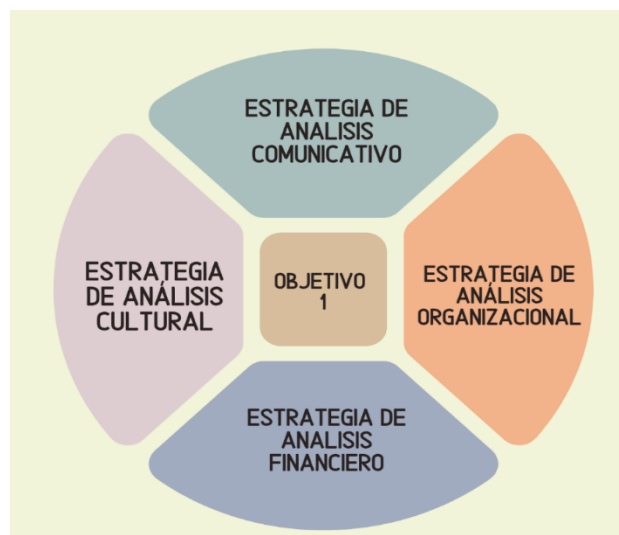 ESTRATEGIA DE
ANALISIS
COMUNICATIVO
ESTRATEGIA
DE ANÁLISIS
CULTURAL
OBJETIVO
1
ESTRATEGIA DE
ANÁLISIS
ORGANIZACIONAL
ESTRATEGIA DE
ANALISIS
FINANCIERO